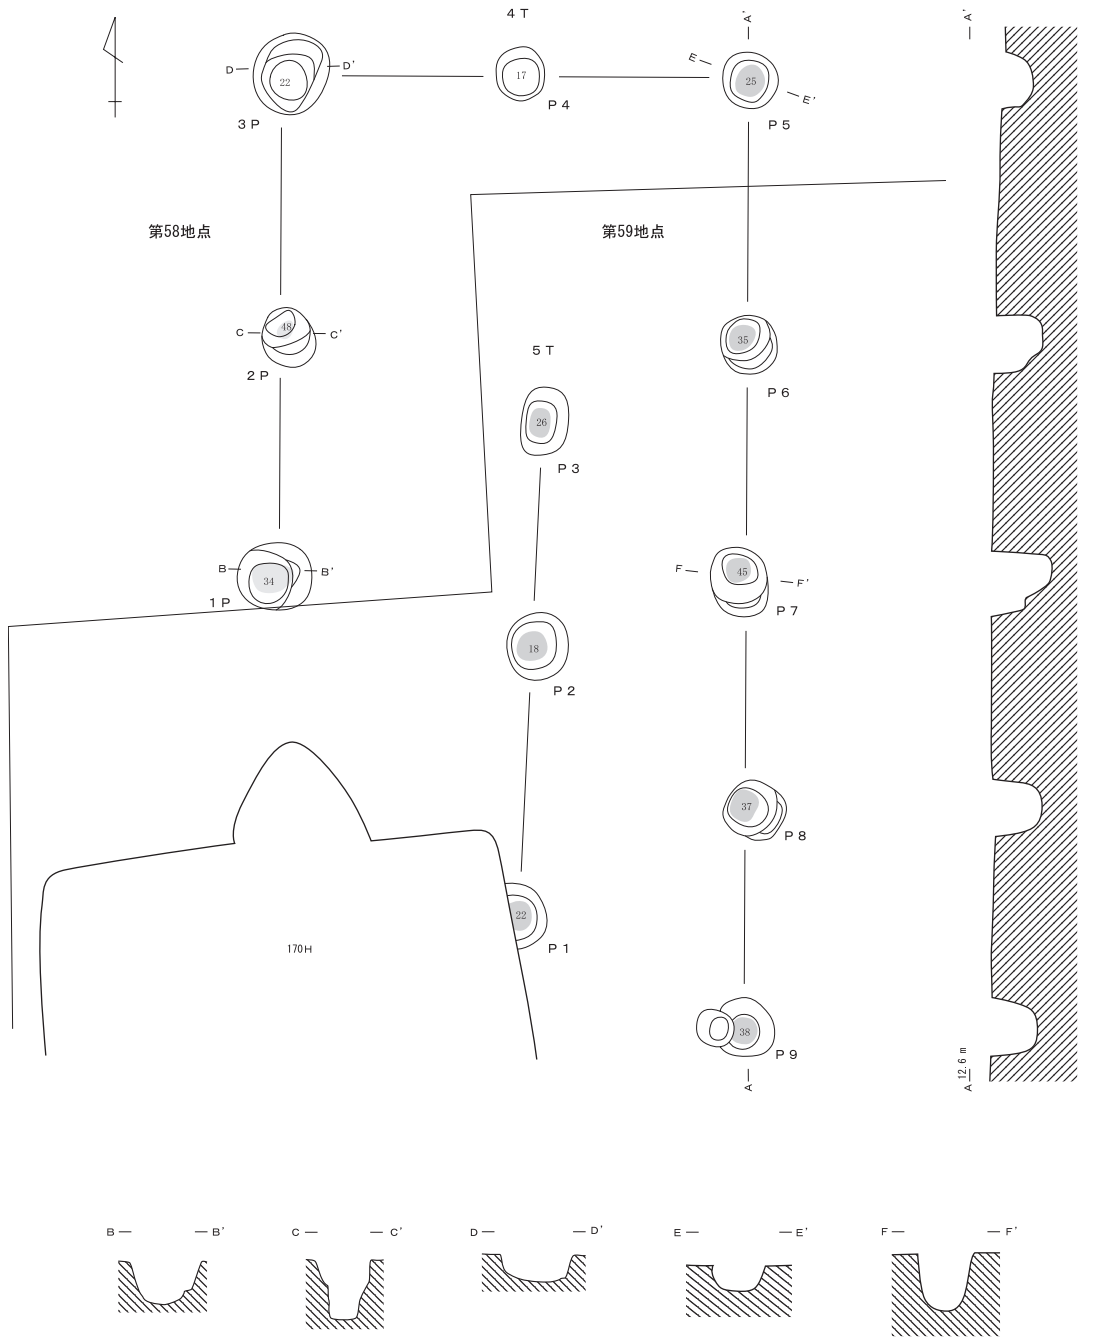 4T
A'
A'
D
D'
22
3P
17
P4
E
25
E'
P5
第58地点
第59地点
C
48
C'
2P
5T
35
P6
26
P3
B
34
B'
1P
F
45
F'
P7
18
P2
37
P8
22
P1
170H
38
P9
A
A
12.6 m
B
B'
C
C'
D
D'
E
E'
F
F'